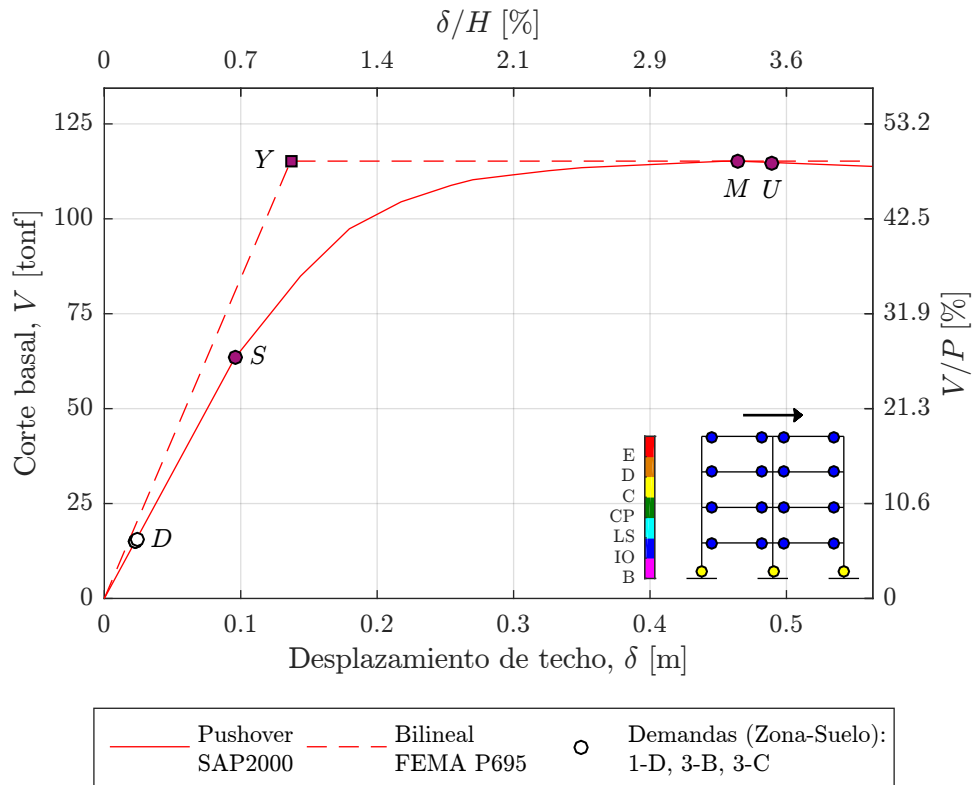 δ/H [%]
0 0.7 1.4 2.1 2.9 3.6
125 53.2
Y
M U
100 42.5
Corte basal, V [tonf]
V/P [%]
75 31.9
S
50 21.3
E
D
C
CP
LS
IO
B
25 10.6
D
0 0
0 0.1 0.2 0.3 0.4 0.5
Desplazamiento de techo, δ [m]
Pushover Bilineal Demandas (Zona-Suelo):
SAP2000 FEMA P695 1-D, 3-B, 3-C